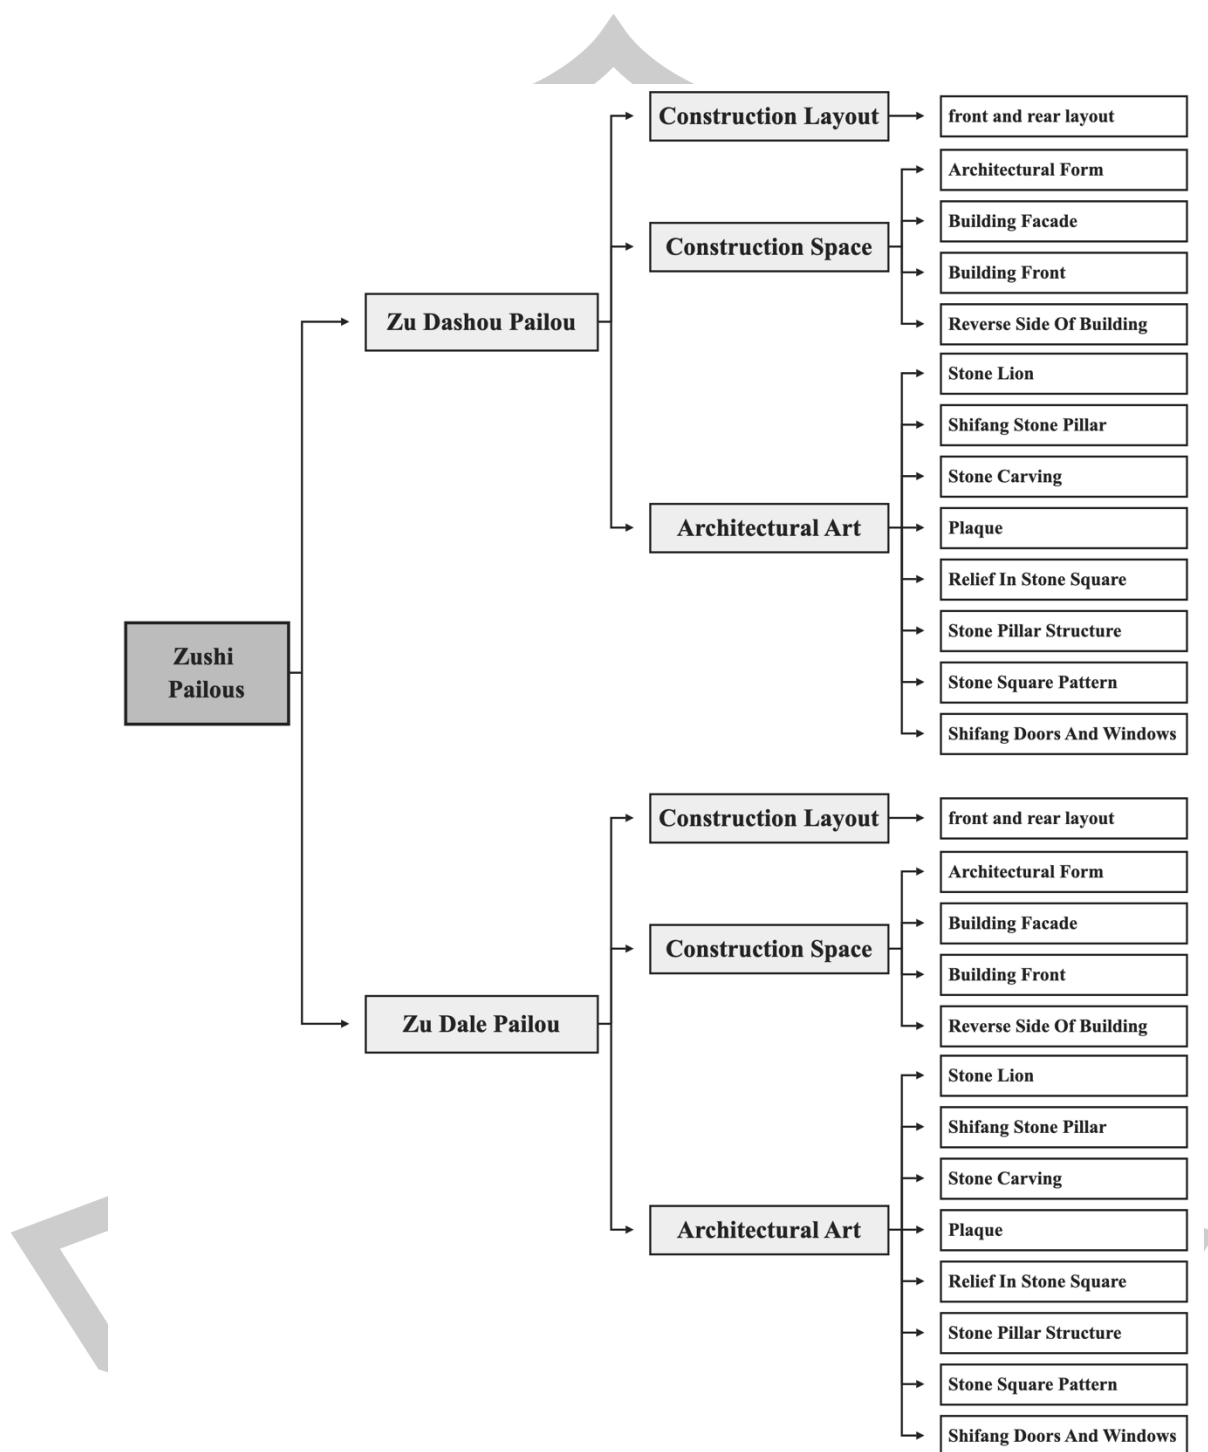 Construction Layout
front and rear layout
Architectural Form
Building Facade
Construction Space
Building Front
Reverse Side Of Building
Zu Dashou Pailou
Stone Lion
Shifang Stone Pillar
Stone Carving
Architectural Art
Plaque
Relief In Stone Square
Stone Pillar Structure
Stone Square Pattern
Shifang Doors And Windows
Zushi
Pailous
Construction Layout
front and rear layout
Architectural Form
Building Facade
Construction Space
Building Front
Reverse Side Of Building
Zu Dale Pailou
Stone Lion
Shifang Stone Pillar
Stone Carving
Architectural Art
Plaque
Relief In Stone Square
Stone Pillar Structure
Stone Square Pattern
Shifang Doors And Windows